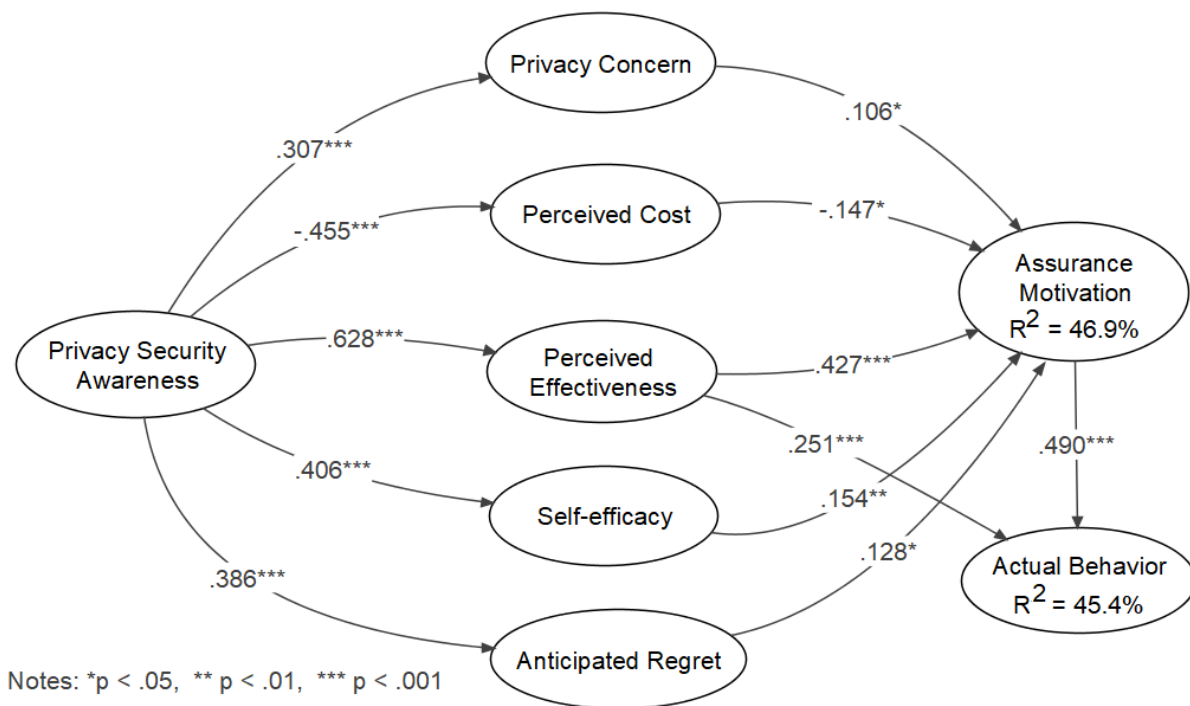 Privacy Concern
.106*
.307***
Perceived Cost
-.147*
-.455***
Assurance
Motivation
R2 = 46.9%
Privacy Security
Awareness
.628***
Perceived
Effectiveness
.427***
.251***
.490***
.406***
Self-efficacy
.154**
.128*
Actual Behavior
R2 = 45.4%
.386***
Anticipated Regret
Notes: *p < .05, ** p < .01, *** p < .001